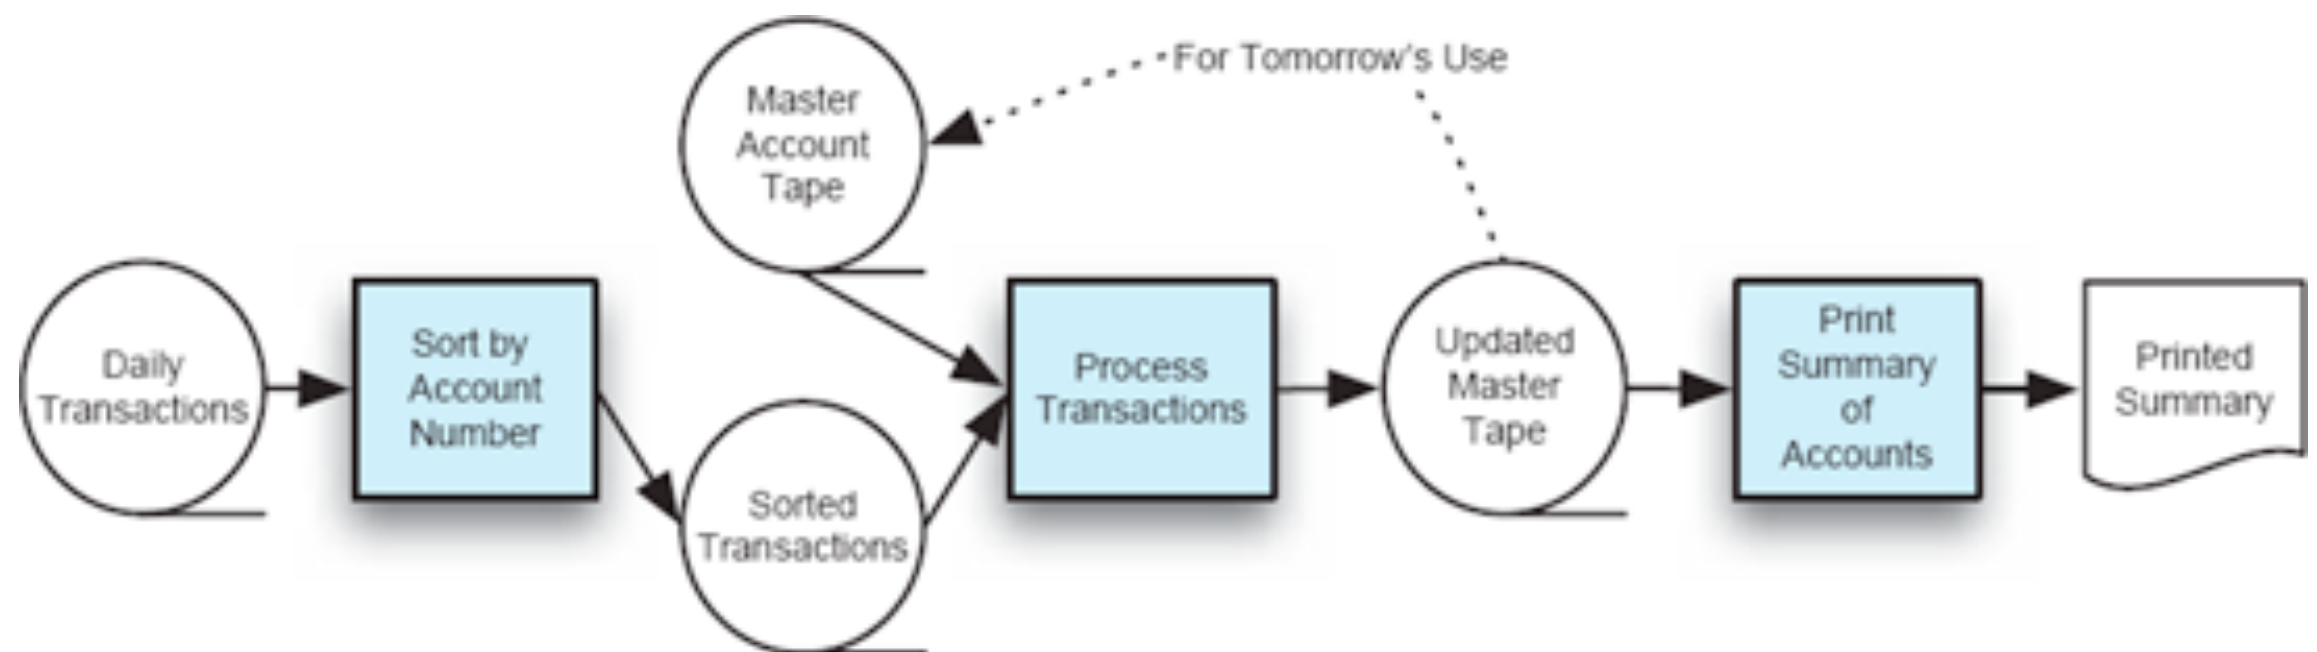 For Tomorrow's Use
Master
Account
Tape
Daily
Transactions
Sort by
Account
Number
Sorted
Transactions
Process
Transactions
Updated
Master
Tape
Print
Summary
of
Accounts
Printed
Summary